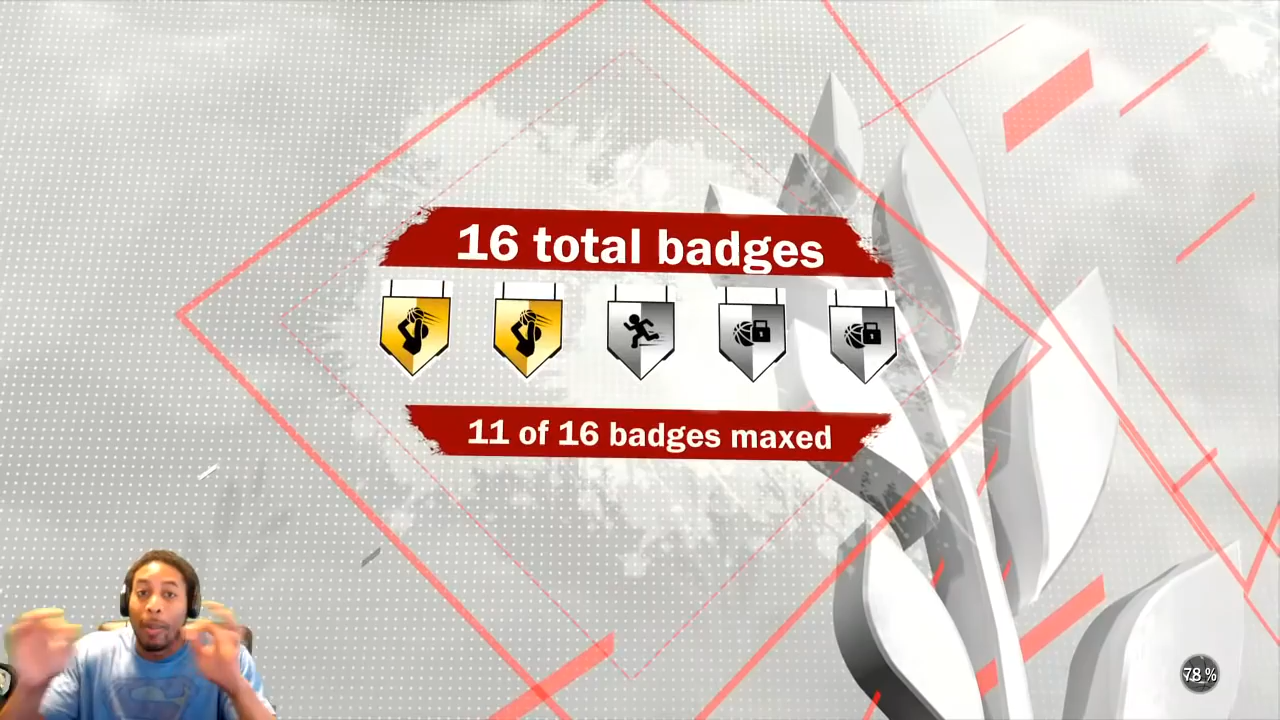 16 total badges
11 of 16 badges maxed
78 %